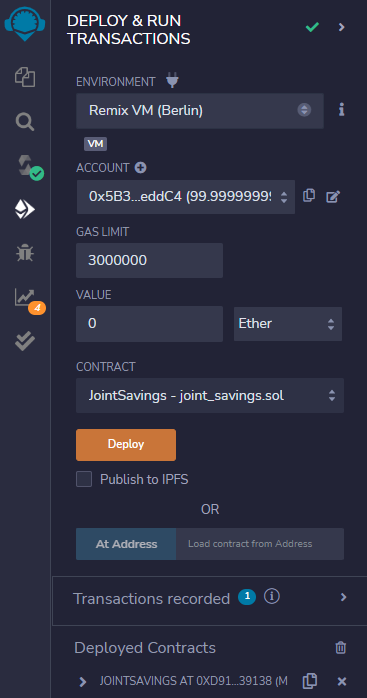 DEPLOY & RUN
TRANSACTIONS
ENVIRONMENT
Remix VM (Berlin)
VM
ACCOUNT
0x5B3...eddC4 (99.99999999
GAS LIMIT
3000000
VALUE
0 Ether
CONTRACT
JointSavings - joint_savings.sol
4
Deploy
Publish to IPFS
OR
At Address Load contract from Address
Transactions recorded 1
Deployed Contracts
JOINTSAVINGS AT 0XD91...39138 (M